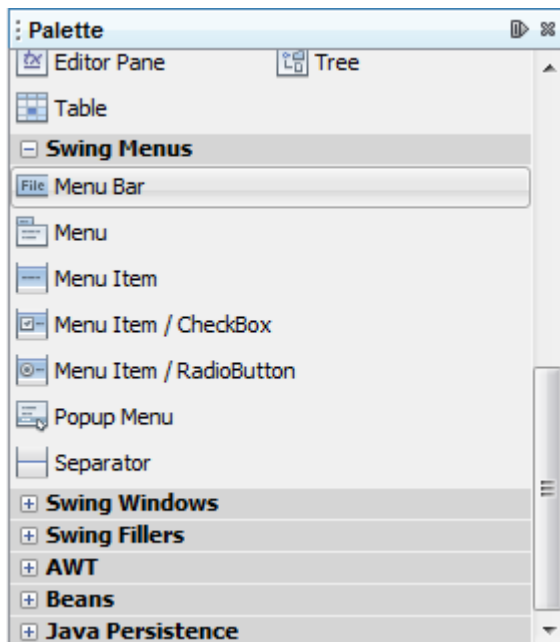 Palette
Editor Pane Tree
Table
Swing Menus
File Menu Bar
Menu
Menu Item
Menu Item / CheckBox
Menu Item / RadioButton
Popup Menu
Separator
Swing Windows
Swing Fillers
AWT
Beans
Java Persistence